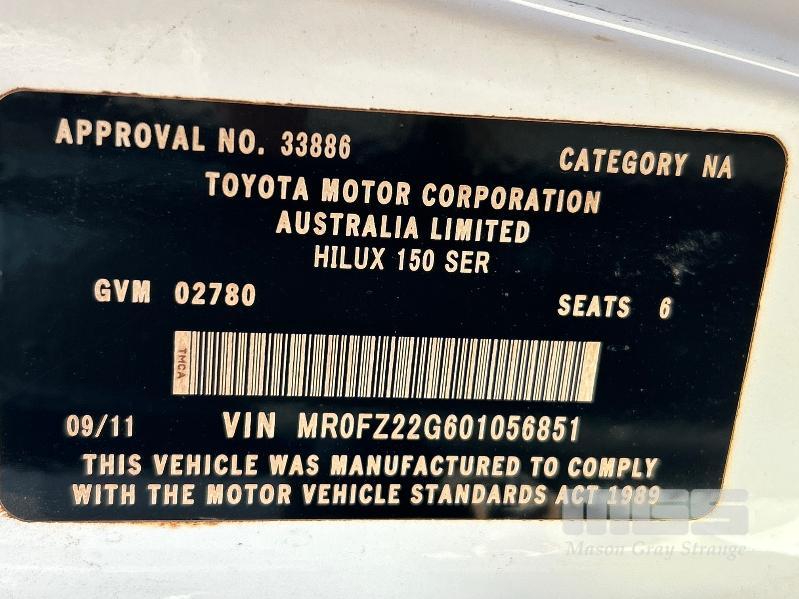 APPROVAL NO. 33886 CATEGORY NA
TOYOTA MOTOR CORPORATION
AUSTRALIA LIMITED
HILUX 150 SER
GVM 02780 SEATS 6
TMCA
09/11 VIN MR0FZ22G601056851
THIS VEHICLE WAS MANUFACTURED TO COMPLY
WITH THE MOTOR VEHICLE STANDARDS ACT 1989
MGS
Mason Gray Strange